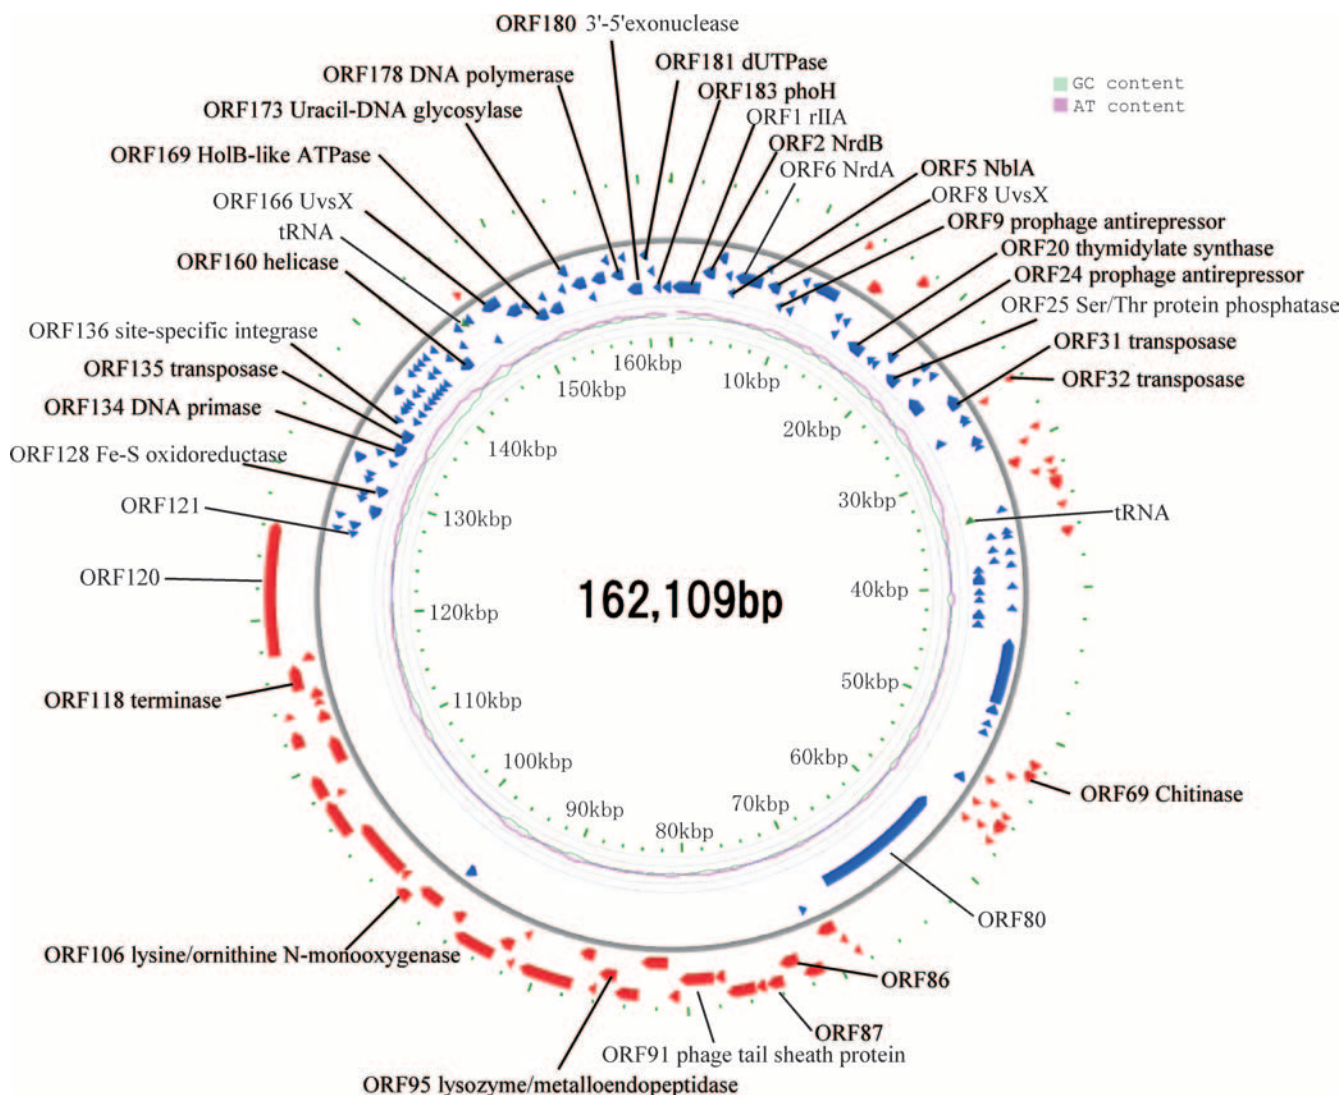 ORF180 3'-5'exonuclease
ORF181 dUTPase
ORF178 DNA polymerase
ORF183 phoH
ORF173 Uracil-DNA glycosylase
ORF1 rIIA
ORF2 NrdB
ORF169 HolB-like ATPase
ORF6 NrdA
ORF5 NblA
ORF166 UvsX
ORF8 UvsX
tRNA
ORF9 prophage antirepressor
ORF160 helicase
ORF20 thymidylate synthase
ORF24 prophage antirepressor
ORF136 site-specific integrase
ORF25 Ser/Thr protein phosphatase
ORF135 transposase
ORF31 transposase
ORF134 DNA primase
ORF32 transposase
ORF128 Fe-S oxidoreductase
ORF121
tRNA
ORF120
ORF118 terminase
ORF69 Chitinase
ORF80
ORF106 lysine/ornithine N-monooxygenase
ORF86
ORF87
ORF91 phage tail sheath protein
ORF95 lysozyme/metalloendopeptidase
GC content
AT content
160kbp
10kbp
20kbp
30kbp
40kbp
50kbp
60kbp
70kbp
80kbp
90kbp
100kbp
110kbp
120kbp
130kbp
140kbp
150kbp
162,109bp